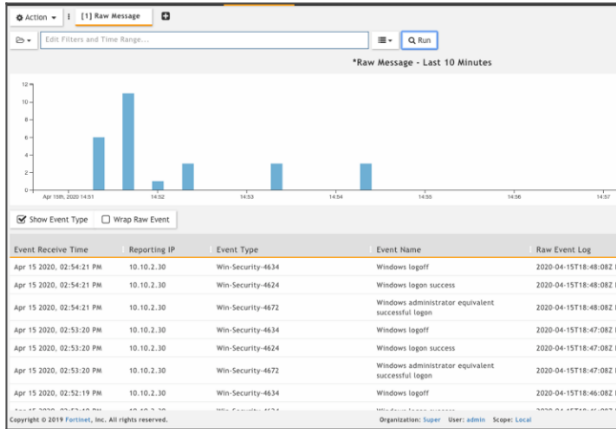 Action
[1] Raw Message
Edit Filters and Time Range...
Run
*Raw Message - Last 10 Minutes
12
10
8
6
4
2
0
Apr 15th, 2020 14:51
14:52
14:53
14:54
14:55
14:56
14:57
Show Event Type
Wrap Raw Event
Event Receive Time Reporting IP Event Type Event Name Raw Event Log
Apr 15 2020, 02:54:21 PM 10.10.2.30 Win-Security-4634 Windows logoff 2020-04-15T18:48:08Z
Apr 15 2020, 02:54:21 PM 10.10.2.30 Win-Security-4624 Windows logon success 2020-04-15T18:48:08Z
Apr 15 2020, 02:54:21 PM 10.10.2.30 Win-Security-4672 Windows administrator equivalent 2020-04-15T18:48:08Z
successful logon
Apr 15 2020, 02:53:20 PM 10.10.2.30 Win-Security-4634 Windows logoff 2020-04-15T18:47:08Z
Apr 15 2020, 02:53:20 PM 10.10.2.30 Win-Security-4624 Windows logon success 2020-04-15T18:47:08Z
Apr 15 2020, 02:53:20 PM 10.10.2.30 Win-Security-4672 Windows administrator equivalent 2020-04-15T18:47:08Z
successful logon
Apr 15 2020, 02:52:19 PM 10.10.2.30 Win-Security-4634 Windows logoff 2020-04-15T18:46:08Z
Copyright © 2019 Fortinet, Inc. All rights reserved. Organization: Super User: admin Scope: Local